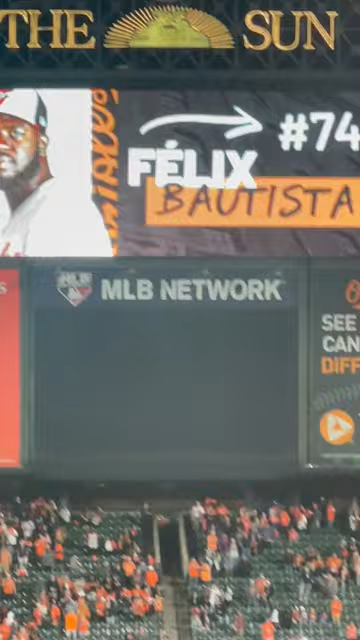 THE SUN
#74
FÉLIX
BAUTISTA
MLB NETWORK
SEE
CAN
DIFF